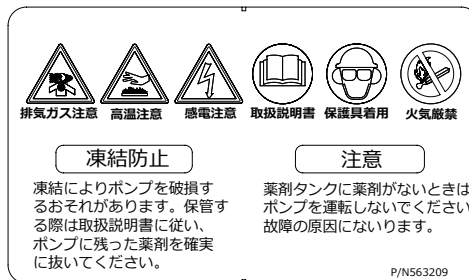 排気ガス注意 高温注意 感電注意 取扱説明書 保護具着用 火気厳禁
凍結防止
凍結によりポンプを破損す
るおそれがあります。保管す
る際は取扱説明書に従い、
ポンプに残った薬剤を確実
に抜いてください。
注意
薬剤タンクに薬剤がないときは
ポンプを運転しないでください
故障の原因にないります。
P/N563209